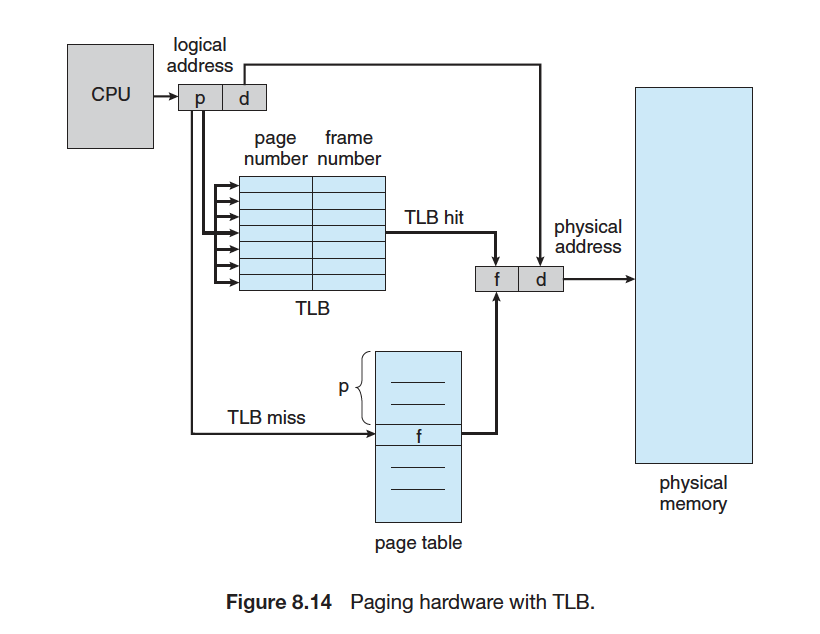 logical
address
CPU
p d
page frame
number number
TLB hit
physical
address
f d
TLB
p
TLB miss
f
page table
physical
memory
Figure 8.14 Paging hardware with TLB.